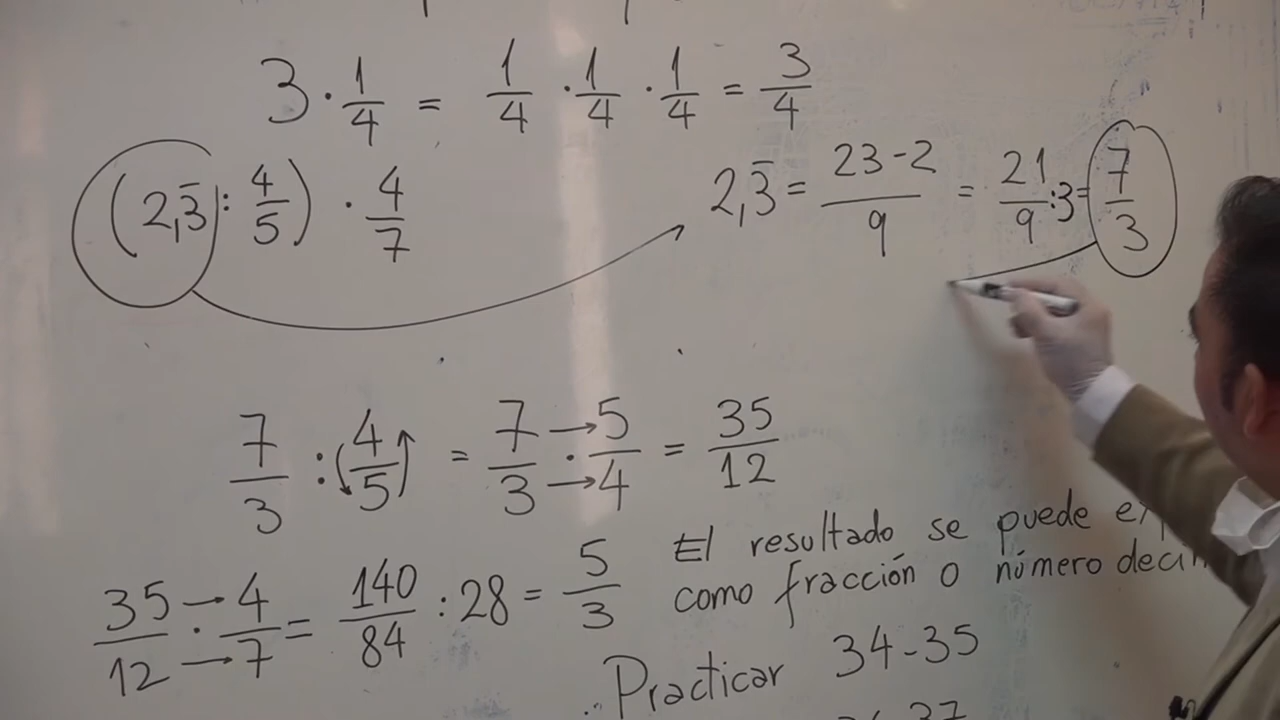 3 · 1/4 = 1/4 · 1/4 · 1/4 = 3/4
(2,3̅ : 4/5) · 4/7
2,3̅ = 23-2/9 = 21/9 :3= 7/3
7/3 : (4/5) = 7/3 · 5/4 = 35/12
35/12 · 4/7 = 140/84 : 28 = 5/3
El resultado se puede
como fracción o número
Practicar 34-35